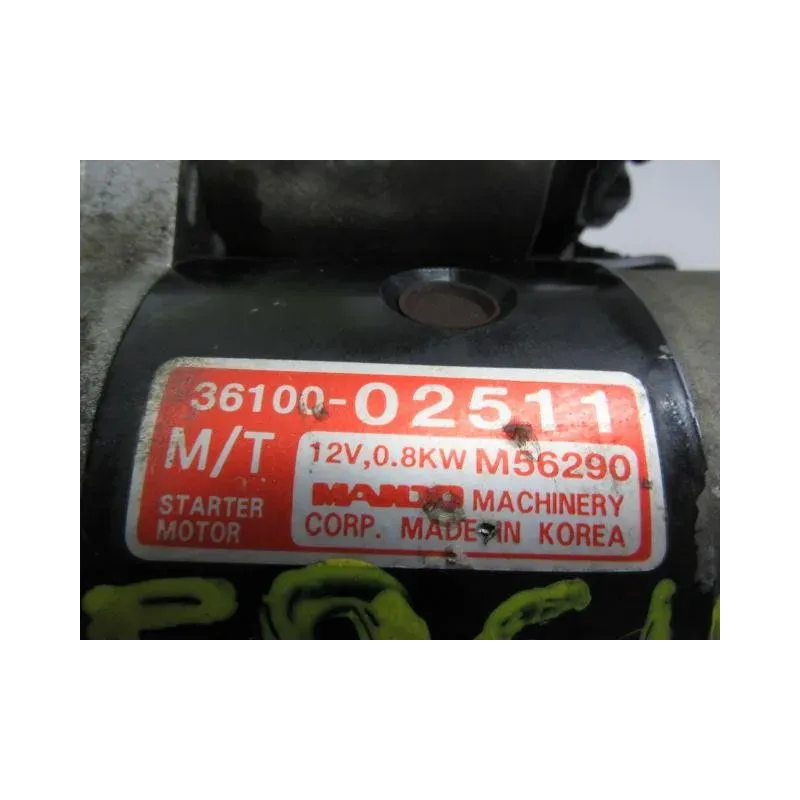 36100-02511
M/T
12V, 0.8KW M56290
STARTER
MOTOR
MANDO MACHINERY
CORP. MADE IN KOREA